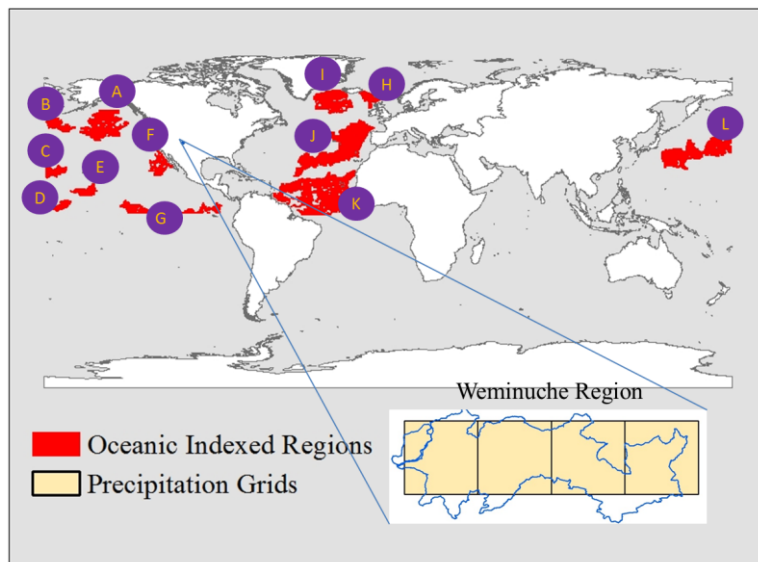 I
H
A
B
J
F
L
C
E
D
K
G
Weminuche Region
Oceanic Indexed Regions
Precipitation Grids